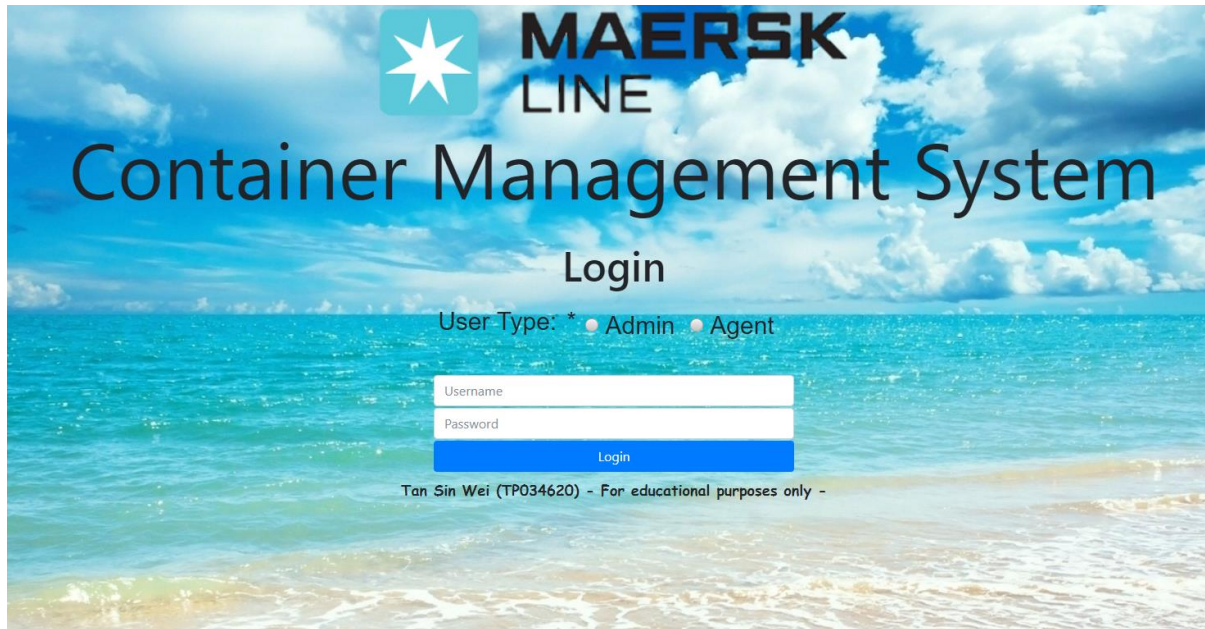 MAERSK
LINE
Container Management System
Login
User Type: * Admin Agent
Username
Password
Login
Tan Sin Wei (TP034620) - For educational purposes only -